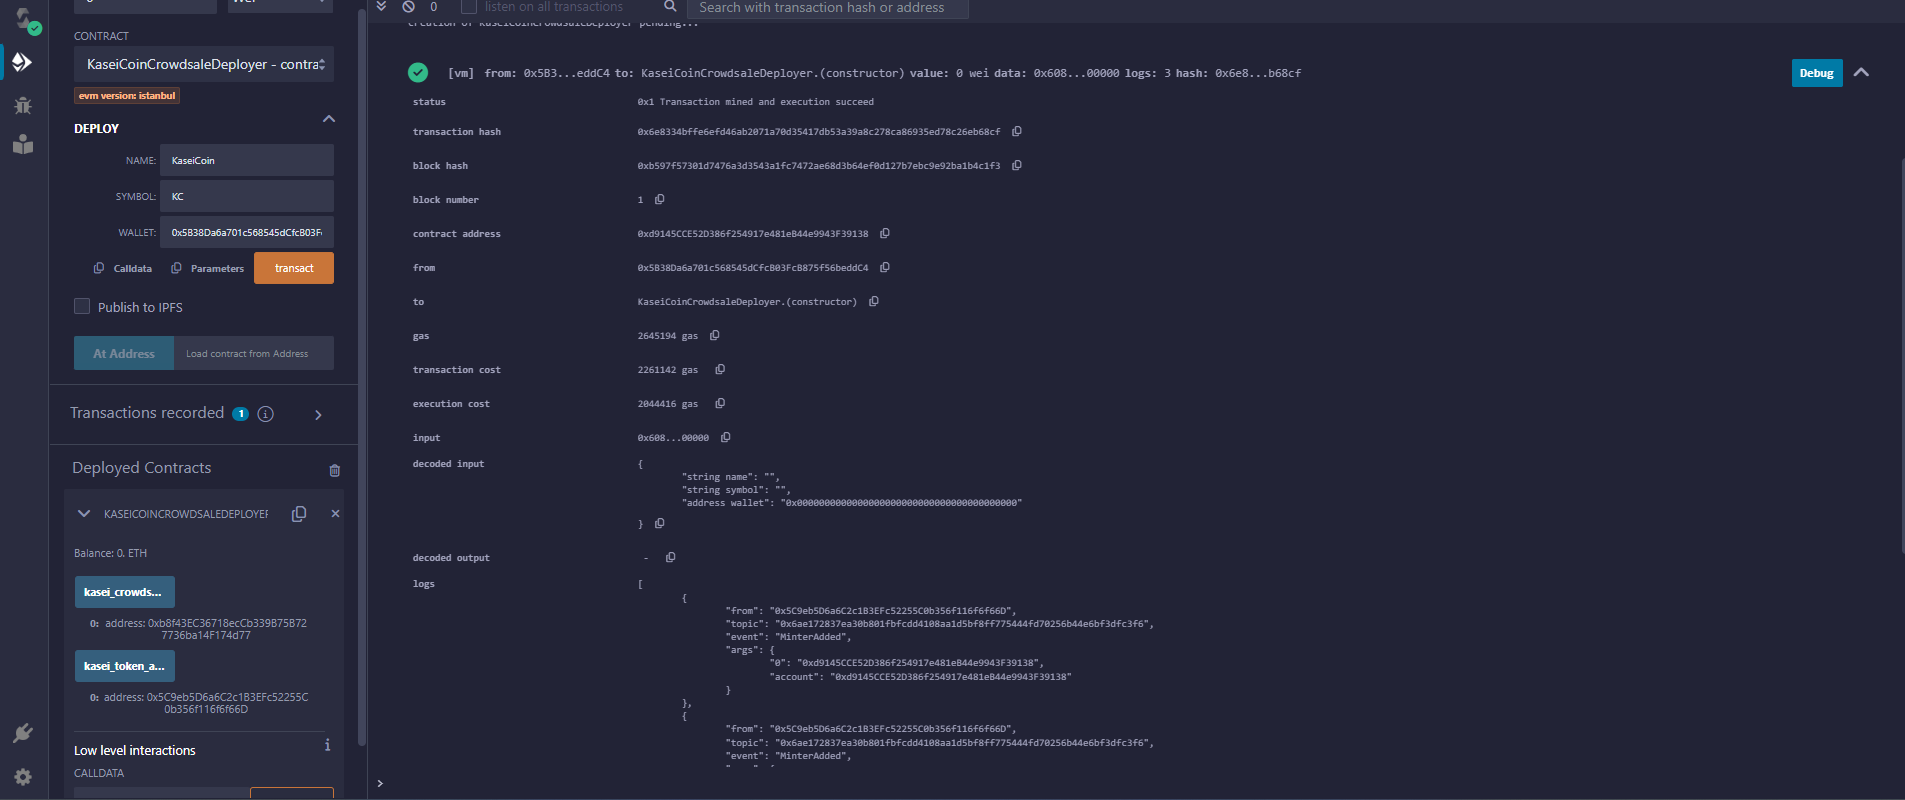 CONTRACT
KaseiCoinCrowdsaleDeployer - contra
evm version: istanbul
DEPLOY
NAME: KaseiCoin
SYMBOL: KC
WALLET: 0x5B38Da6a701c568545dCfcB03F
Calldata Parameters transact
Publish to IPFS
At Address Load contract from Address
Transactions recorded 1
Deployed Contracts
KASEICOINCROWDSALEDEPLOYER
Balance: 0. ETH
kasei_crowds...
0: address: 0xb8f43EC36718ecCb339B75B72
7736ba14F174d77
kasei_token_a...
0: address: 0x5C9eb5D6a6C2c1B3EFc52255C
0b356f116f6f66D
Low level interactions
CALLDATA
0 listen on all transactions Search with transaction hash or address
creation of KaseiCoinCrowdsaleDeployer pending...
[vm] from: 0x5B3...eddC4 to: KaseiCoinCrowdsaleDeployer.(constructor) value: 0 wei data: 0x608...00000 logs: 3 hash: 0x6e8...b68cf
Debug
status 0x1 Transaction mined and execution succeed
transaction hash 0x6e8334bffe6efd46ab2071a70d35417db53a39a8c278ca86935ed78c26eb68cf
block hash 0xb597f57301d7476a3d3543a1fc7472ae68d3b64ef0d127b7ebc9e92ba1b4c1f3
block number 1
contract address 0xd9145CCE52D386f254917e481eB44e9943F39138
from 0x5B38Da6a701c568545dCfcB03FcB875f56beddC4
to KaseiCoinCrowdsaleDeployer.(constructor)
gas 2645194 gas
transaction cost 2261142 gas
execution cost 2044416 gas
input 0x608...00000
decoded input {
"string name": "",
"string symbol": "",
"address wallet": "0x0000000000000000000000000000000000000000"
}
decoded output -
logs [
{
"from": "0x5C9eb5D6a6C2c1B3EFc52255C0b356f116f6f66D",
"topic": "0x6ae172837ea30b801fbfcdd4108aa1d5bf8ff775444fd70256b44e6bf3dfc3f6",
"event": "MinterAdded",
"args": {
"0": "0xd9145CCE52D386f254917e481eB44e9943F39138",
"account": "0xd9145CCE52D386f254917e481eB44e9943F39138"
}
},
{
"from": "0x5C9eb5D6a6C2c1B3EFc52255C0b356f116f6f66D",
"topic": "0x6ae172837ea30b801fbfcdd4108aa1d5bf8ff775444fd70256b44e6bf3dfc3f6",
"event": "MinterAdded",
>